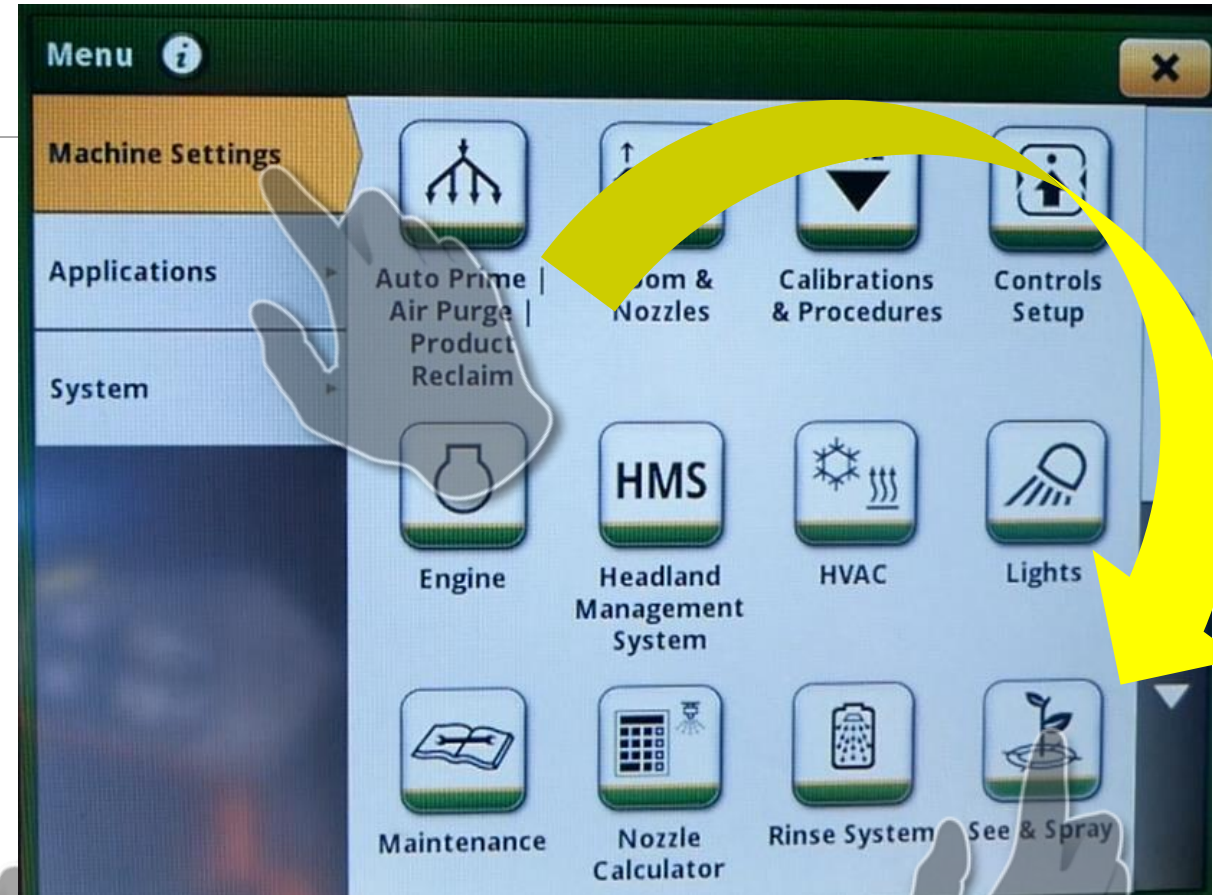 Menu i
Machine Settings
Applications
System
Auto Prime |
Air Purge |
Product
Reclaim
&
Nozzles
Calibrations
& Procedures
Controls
Setup
Engine
HMS
Headland
Management
System
HVAC
Lights
Maintenance
Nozzle
Calculator
Rinse System
See & Spray